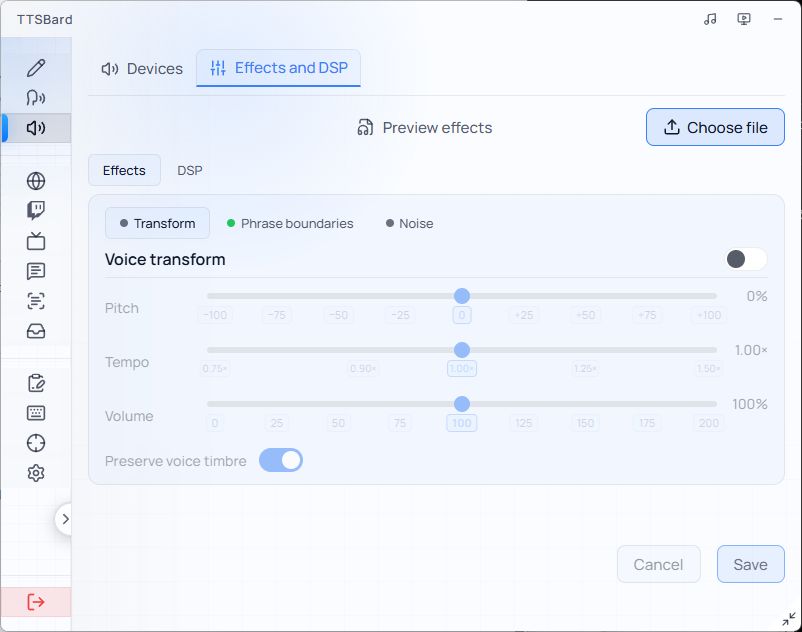 TTSBard
Devices
Effects and DSP
Preview effects
Choose file
Effects
DSP
Transform
Phrase boundaries
Noise
Voice transform
Pitch
0%
−100 −75 −50 −25 0 +25 +50 +75 +100
Tempo
1.00×
0.75× 0.90× 1.00× 1.25× 1.50×
Volume
100%
0 25 50 75 100 125 150 175 200
Preserve voice timbre
Cancel
Save